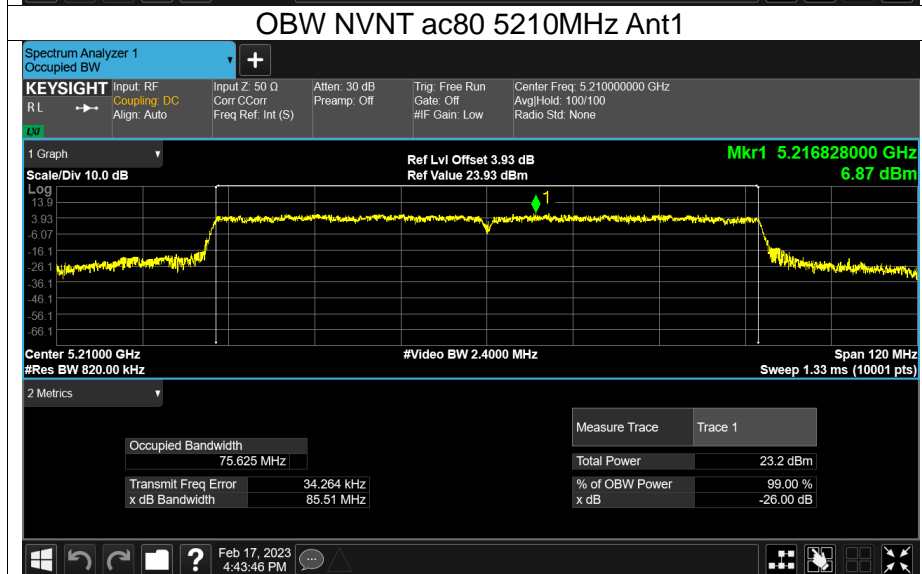 OBW NVNT ac80 5210MHz Ant1
Spectrum Analyzer 1
Occupied BW
+
KEYSIGHT
R L
LXI
Input: RF
Coupling: DC
Align: Auto
Input Z: 50 Ω
Corr CCorr
Freq Ref: Int (S)
Atten: 30 dB
Preamp: Off
Trig: Free Run
Gate: Off
#IF Gain: Low
Center Freq: 5.210000000 GHz
Avg|Hold: 100/100
Radio Std: None
1 Graph
Scale/Div 10.0 dB
Ref Lvl Offset 3.93 dB
Ref Value 23.93 dBm
Mkr1 5.216828000 GHz
6.87 dBm
Log
13.9
3.93
-6.07
-16.1
-26.1
-36.1
-46.1
-56.1
-66.1
1
Center 5.21000 GHz
#Res BW 820.00 kHz
#Video BW 2.4000 MHz
Span 120 MHz
Sweep 1.33 ms (10001 pts)
2 Metrics
Measure Trace Trace 1
Occupied Bandwidth
75.625 MHz
Total Power 23.2 dBm
Transmit Freq Error 34.264 kHz
% of OBW Power 99.00 %
x dB Bandwidth 85.51 MHz
x dB -26.00 dB
?
Feb 17, 2023
4:43:46 PM